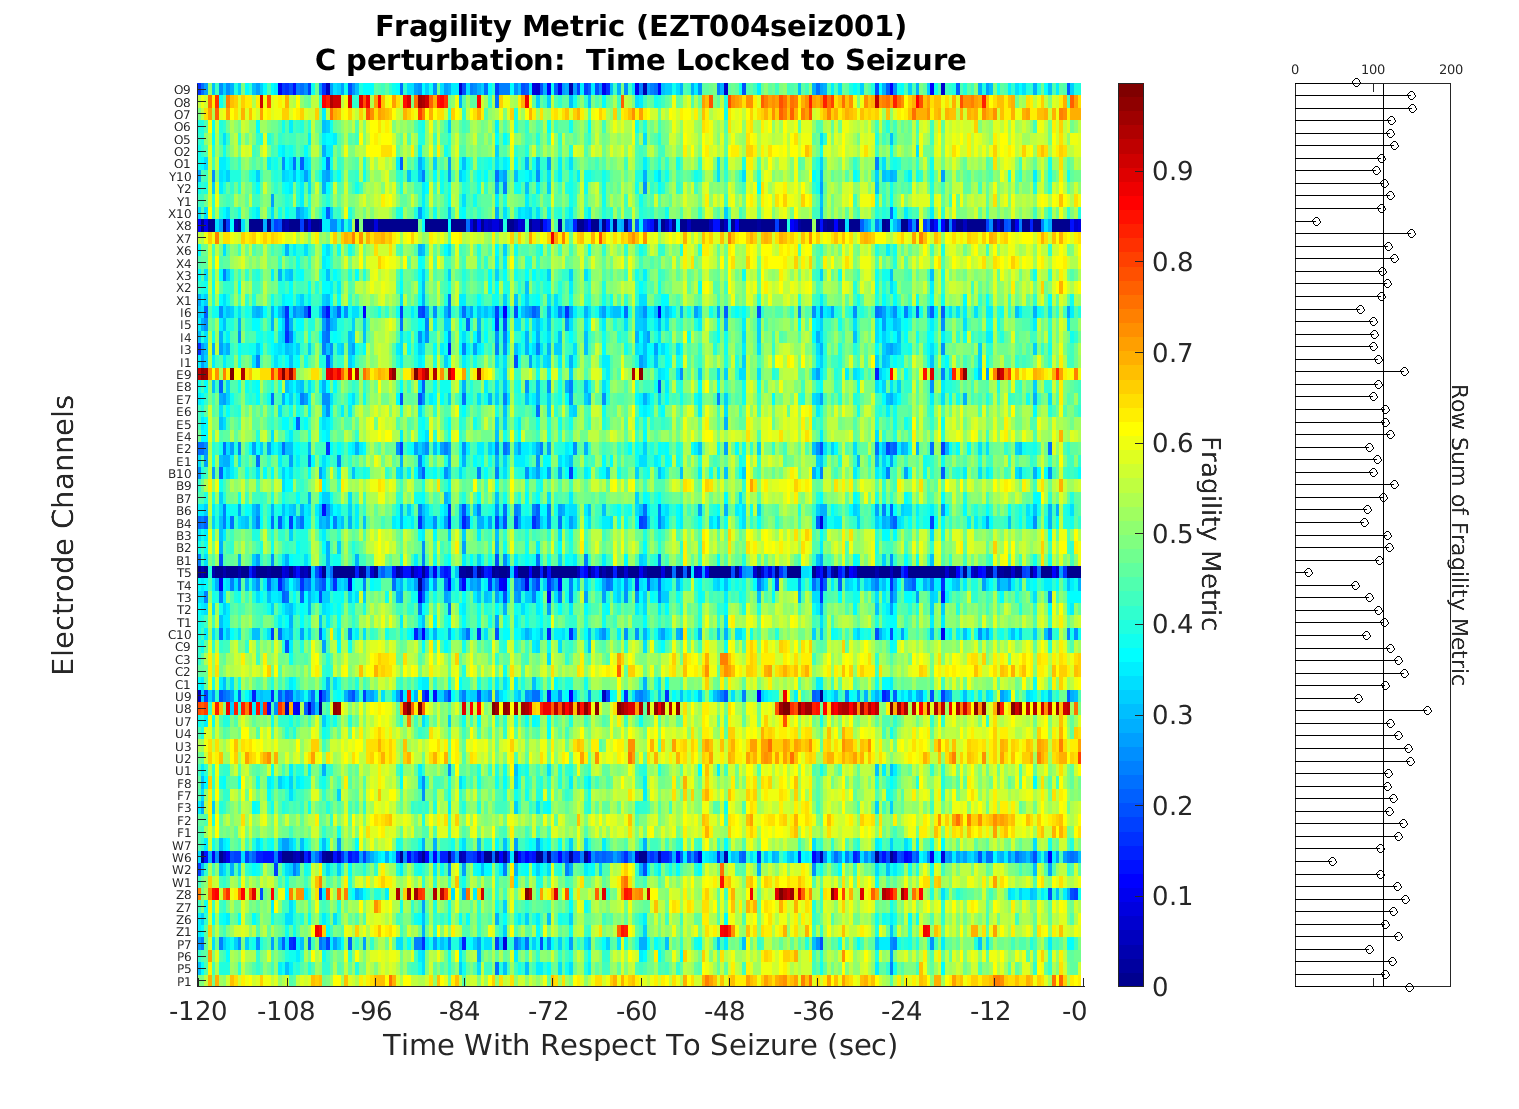 Fragility Metric (EZT004seiz001)
C perturbation: Time Locked to Seizure
Electrode Channels
O9
O8
O7
O6
O5
O2
O1
Y10
Y2
Y1
X10
X8
X7
X6
X4
X3
X2
X1
I6
I5
I4
I3
I1
E9
E8
E7
E6
E5
E4
E2
E1
B10
B9
B7
B6
B4
B3
B2
B1
T5
T4
T3
T2
T1
C10
C9
C3
C2
C1
U9
U8
U7
U4
U3
U2
U1
F8
F7
F3
F2
F1
W7
W6
W2
W1
Z8
Z7
Z6
Z1
P7
P6
P5
P1
-120 -108 -96 -84 -72 -60 -48 -36 -24 -12 -0
Time With Respect To Seizure (sec)
0.9
0.8
0.7
0.6
0.5
0.4
0.3
0.2
0.1
0
Fragility Metric
0 100 200
Row Sum of Fragility Metric